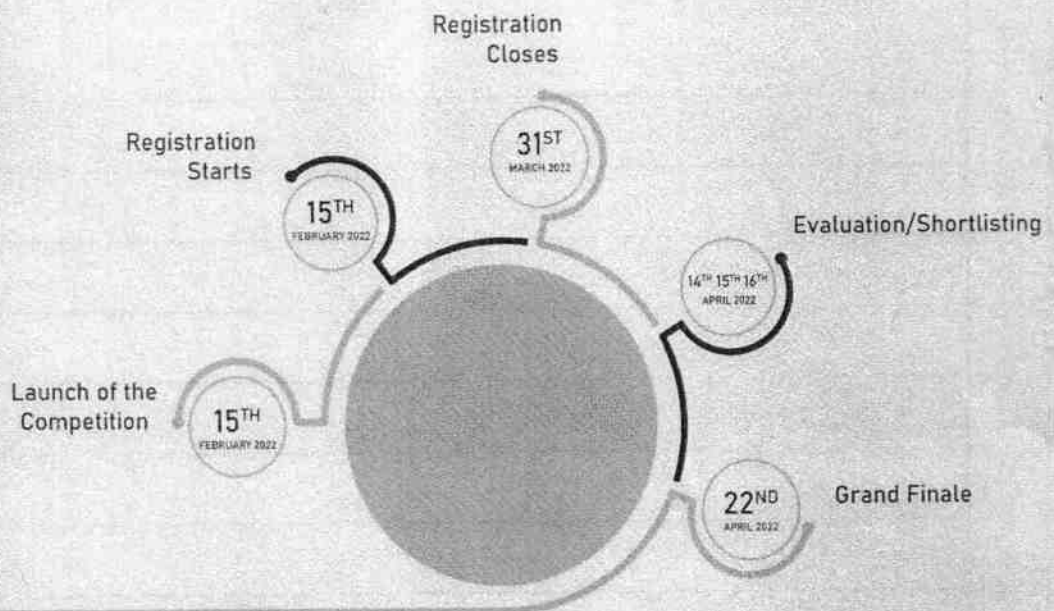 Launch of the
Competition
15TH
FEBRUARY 2022
Registration
Starts
15TH
FEBRUARY 2022
Registration
Closes
31ST
MARCH 2022
Evaluation/Shortlisting
14TH 15TH 16TH
APRIL 2022
Grand Finale
22ND
APRIL 2022